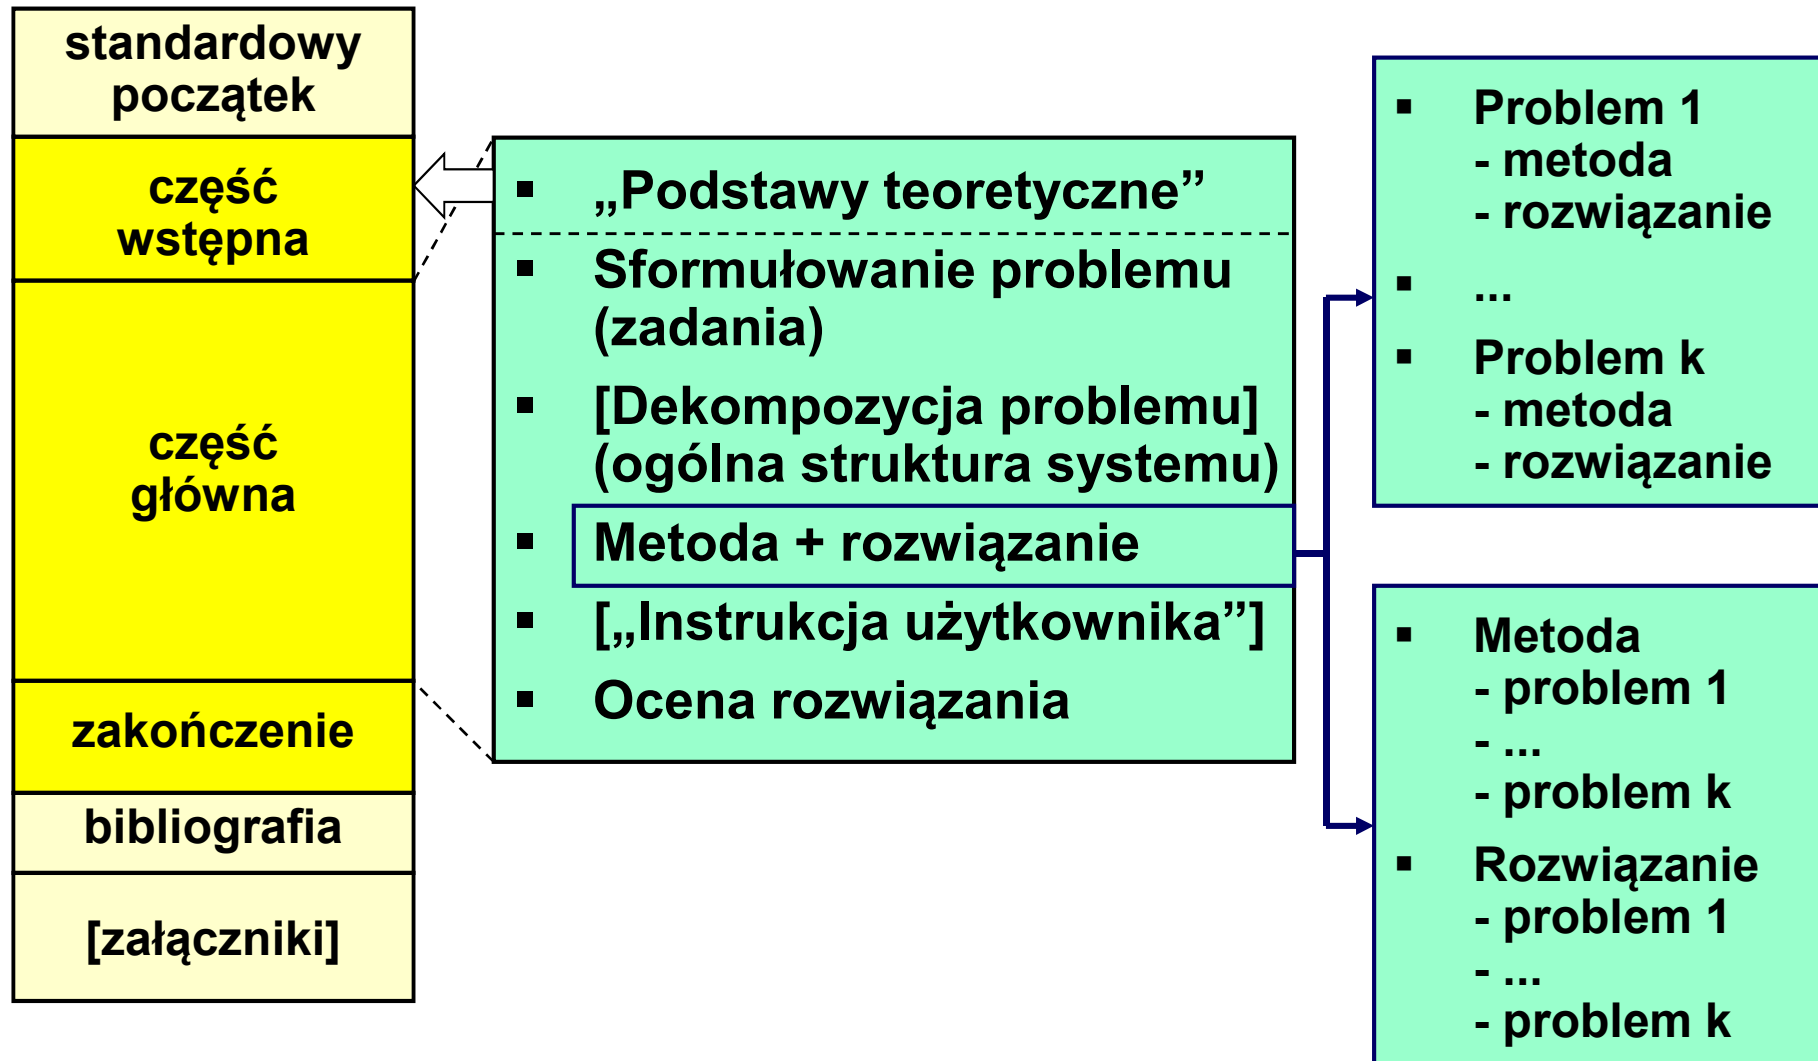 standardowy
początek
część
wstępna
część
główna
zakończenie
bibliografia
[załączniki]
▪ „Podstawy teoretyczne”
▪ Sformułowanie problemu
(zadania)
▪ [Dekompozycja problemu]
(ogólna struktura systemu)
▪ Metoda + rozwiązanie
▪ [„Instrukcja użytkownika”]
▪ Ocena rozwiązania
▪ Problem 1
- metoda
- rozwiązanie
▪ ...
▪ Problem k
- metoda
- rozwiązanie
▪ Metoda
- problem 1
- ...
- problem k
▪ Rozwiązanie
- problem 1
- ...
- problem k